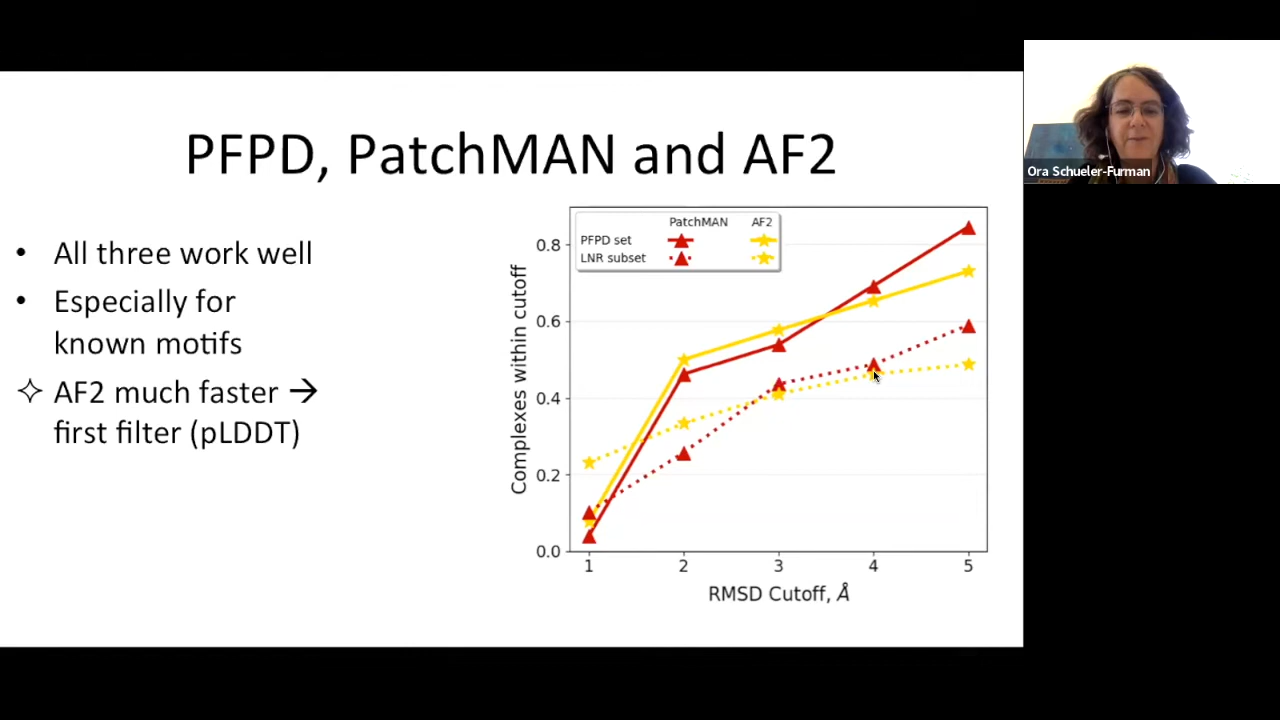 PFPD, PatchMAN and AF2
• All three work well
• Especially for
known motifs
✧ AF2 much faster →
first filter (pLDDT)
PatchMAN AF2
PFPD set
LNR subset
Complexes within cutoff
0.8
0.6
0.4
0.2
0.0
1 2 3 4 5
RMSD Cutoff, Å
Ora Schueler-Furman